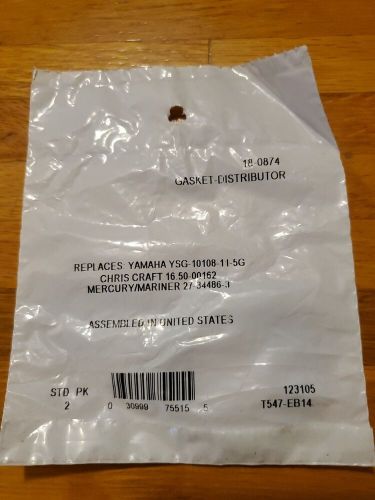 18-0874
GASKET-DISTRIBUTOR
REPLACES: YAMAHA YSG-10108-11-5G
CHRIS CRAFT 16.50-00162
MERCURY/MARINER 27-34486-3
ASSEMBLED IN UNITED STATES
STD PK
2
0 30999 75515 5
123105
T547-EB14